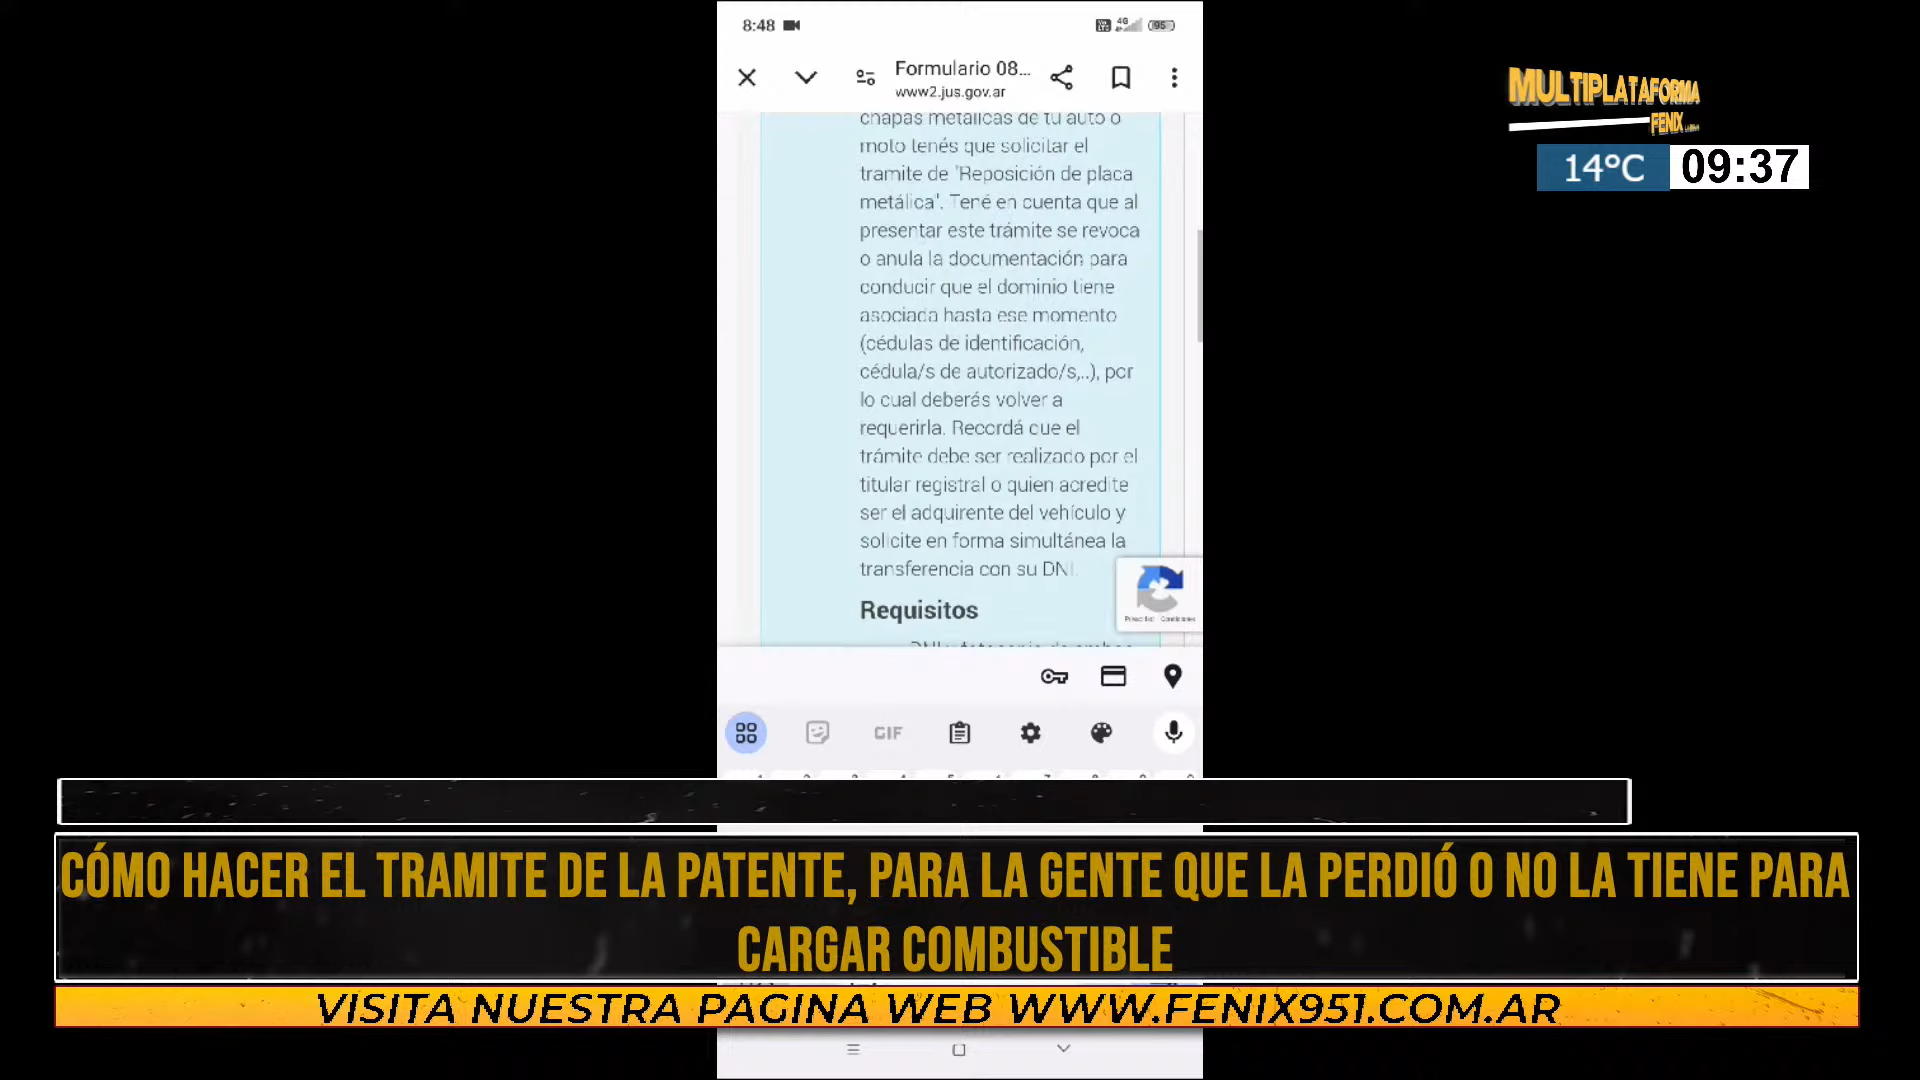 8:48
4G
95
Formulario 08...
www2.jus.gov.ar
MULTIPLATAFORMA
FENIX
14°C
09:37
chapas metálicas de tu auto o
moto tenés que solicitar el
tramite de "Reposición de placa
metálica". Tené en cuenta que al
presentar este trámite se revoca
o anula la documentación para
conducir que el dominio tiene
asociada hasta ese momento
(cédulas de identificación,
cédula/s de autorizado/s,..), por
lo cual deberás volver a
requerirla. Recordá que el
trámite debe ser realizado por el
titular registral o quien acredite
ser el adquirente del vehículo y
solicite en forma simultánea la
transferencia con su DNI.
Requisitos
GIF
CÓMO HACER EL TRAMITE DE LA PATENTE, PARA LA GENTE QUE LA PERDIÓ O NO LA TIENE PARA
CARGAR COMBUSTIBLE
VISITA NUESTRA PAGINA WEB WWW.FENIX951.COM.AR